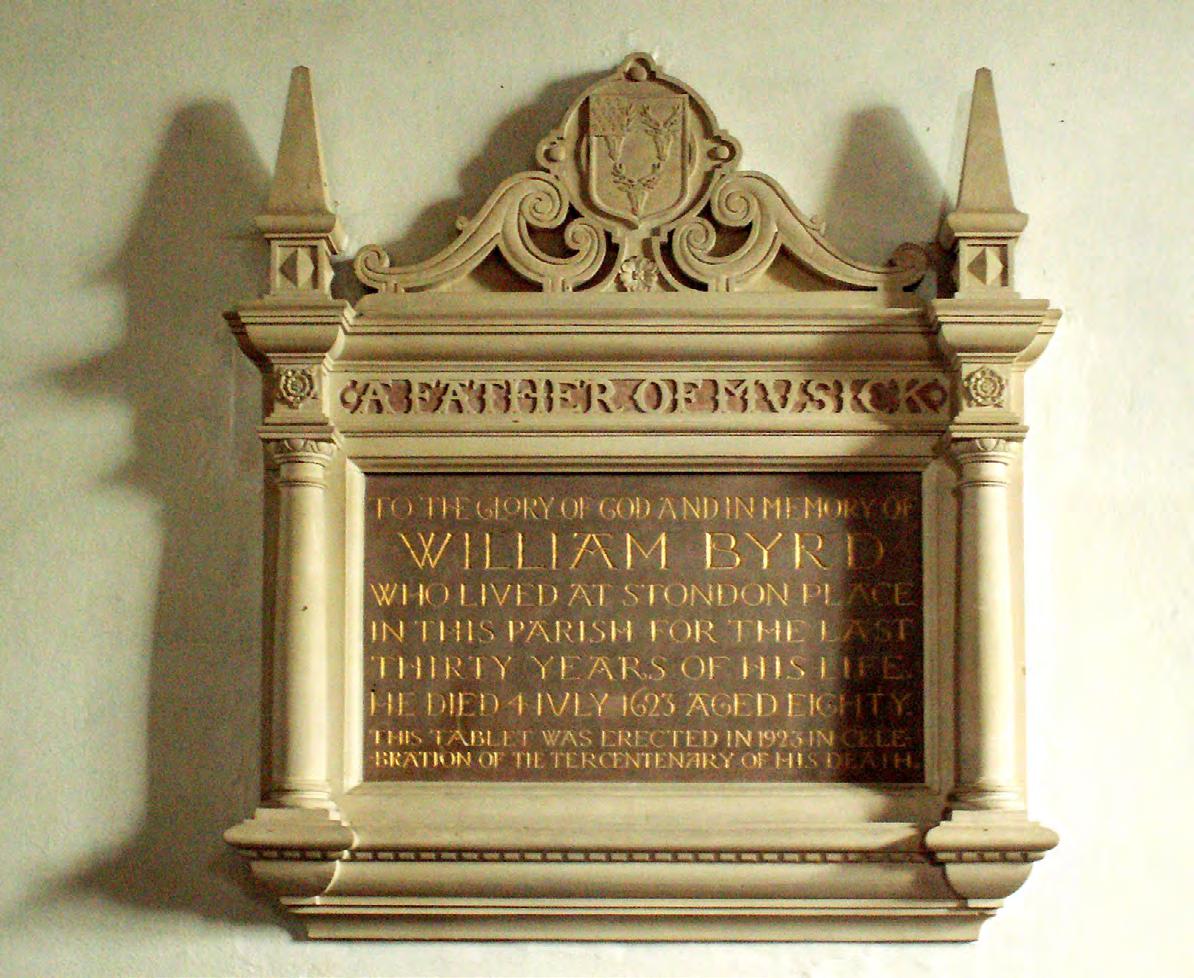 A FATHER OF MVSICK
TO THE GLORY OF GOD AND IN MEMORY OF
WILLIAM BYRD
WHO LIVED AT STONDON PLACE
IN THIS PARISH FOR THE LAST
THIRTY YEARS OF HIS LIFE.
HE DIED 4 IVLY 1623 AGED EIGHTY.
THIS TABLET WAS ERECTED IN 1923 IN CELE-
BRATION OF THE TERCENTENARY OF HIS DEATH.